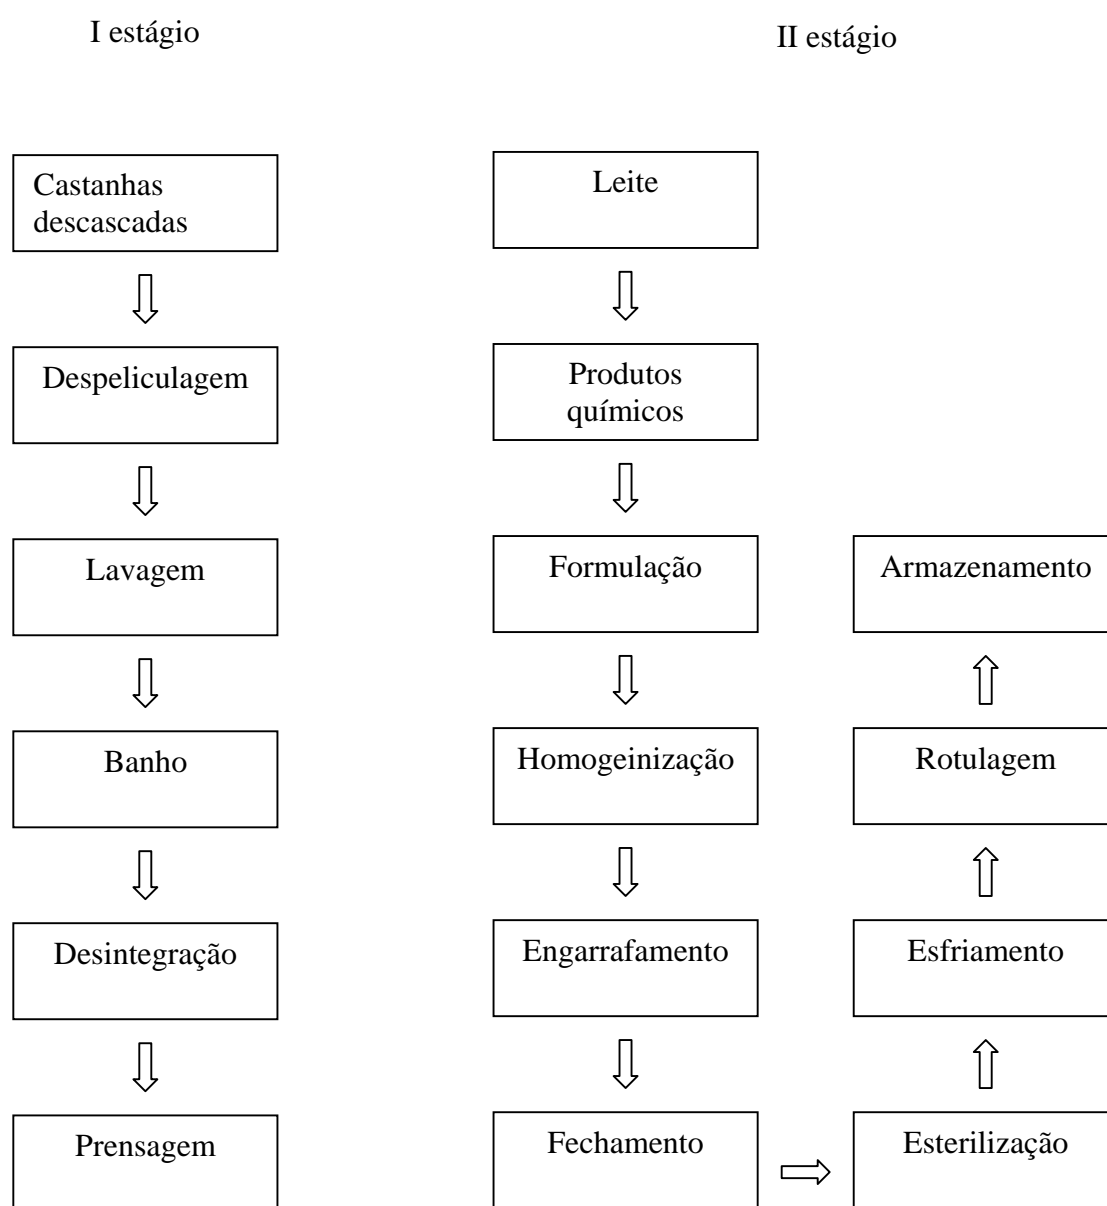 I estágio
II estágio
Castanhas
descascadas
Despeliculagem
Lavagem
Banho
Desintegração
Prensagem
Leite
Produtos
químicos
Formulação
Homogeinização
Engarrafamento
Fechamento
Esterilização
Esfriamento
Rotulagem
Armazenamento